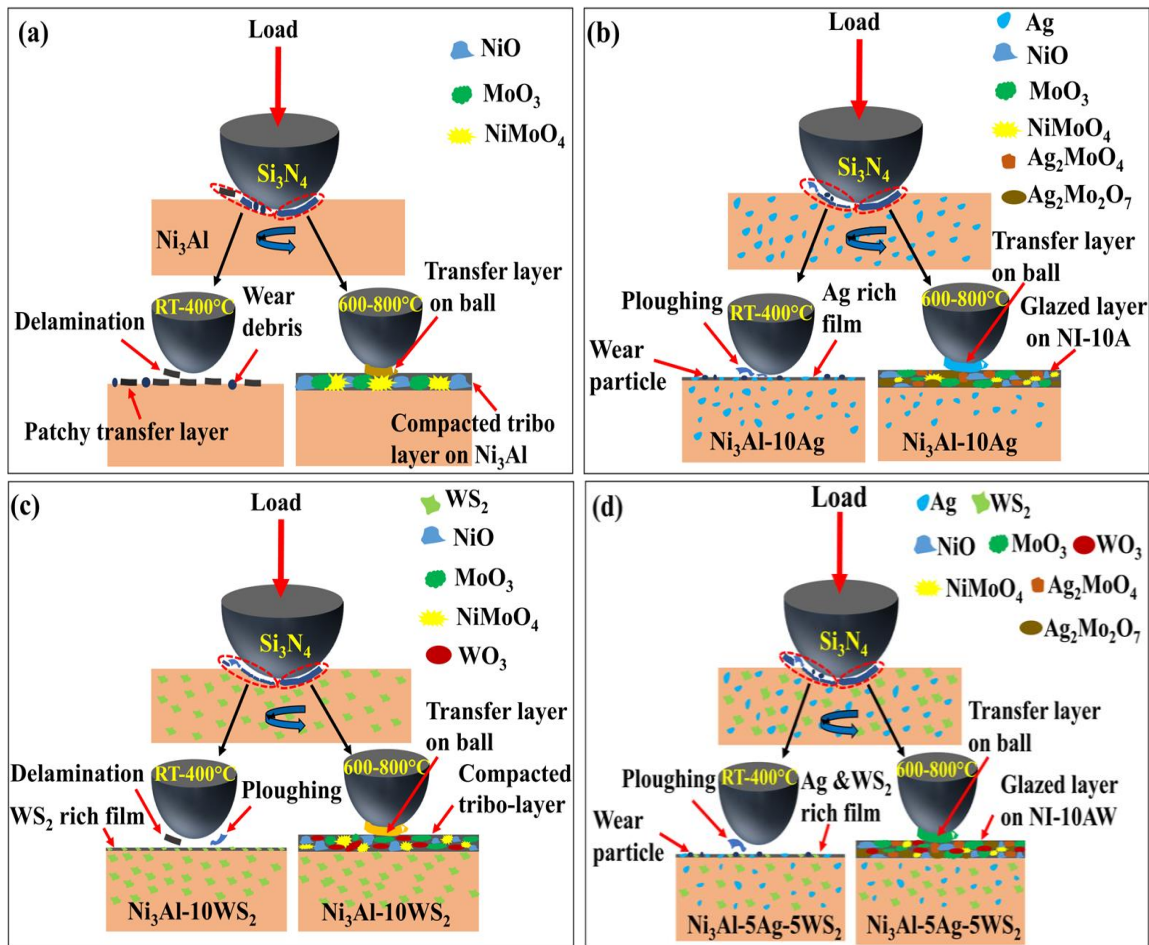 (a)
Load
NiO
MoO₃
NiMoO₄
Si₃N₄
Ni₃Al
RT-400°C
Wear
debris
600-800°C
Transfer layer
on ball
Delamination
Patchy transfer layer
Compacted tribo
layer on Ni₃Al
(b)
Load
Ag
NiO
MoO₃
NiMoO₄
Ag₂MoO₄
Ag₂Mo₂O₇
Si₃N₄
Transfer layer
on ball
Ploughing
RT-400°C
Ag rich
film
600-800°C
Glazed layer
on NI-10A
Wear
particle
Ni₃Al-10Ag
Ni₃Al-10Ag
(c)
Load
WS₂
NiO
MoO₃
NiMoO₄
WO₃
Si₃N₄
Transfer layer
on ball
Delamination
RT-400°C
Ploughing
600-800°C
Compacted
tribo-layer
WS₂ rich film
Ni₃Al-10WS₂
Ni₃Al-10WS₂
(d)
Load
Ag WS₂
NiO MoO₃ WO₃
NiMoO₄ Ag₂MoO₄
Ag₂Mo₂O₇
Si₃N₄
Transfer layer
on ball
Ploughing
RT-400°C
Ag &WS₂
rich film
600-800°C
Glazed layer
on NI-10AW
Wear
particle
Ni₃Al-5Ag-5WS₂
Ni₃Al-5Ag-5WS₂